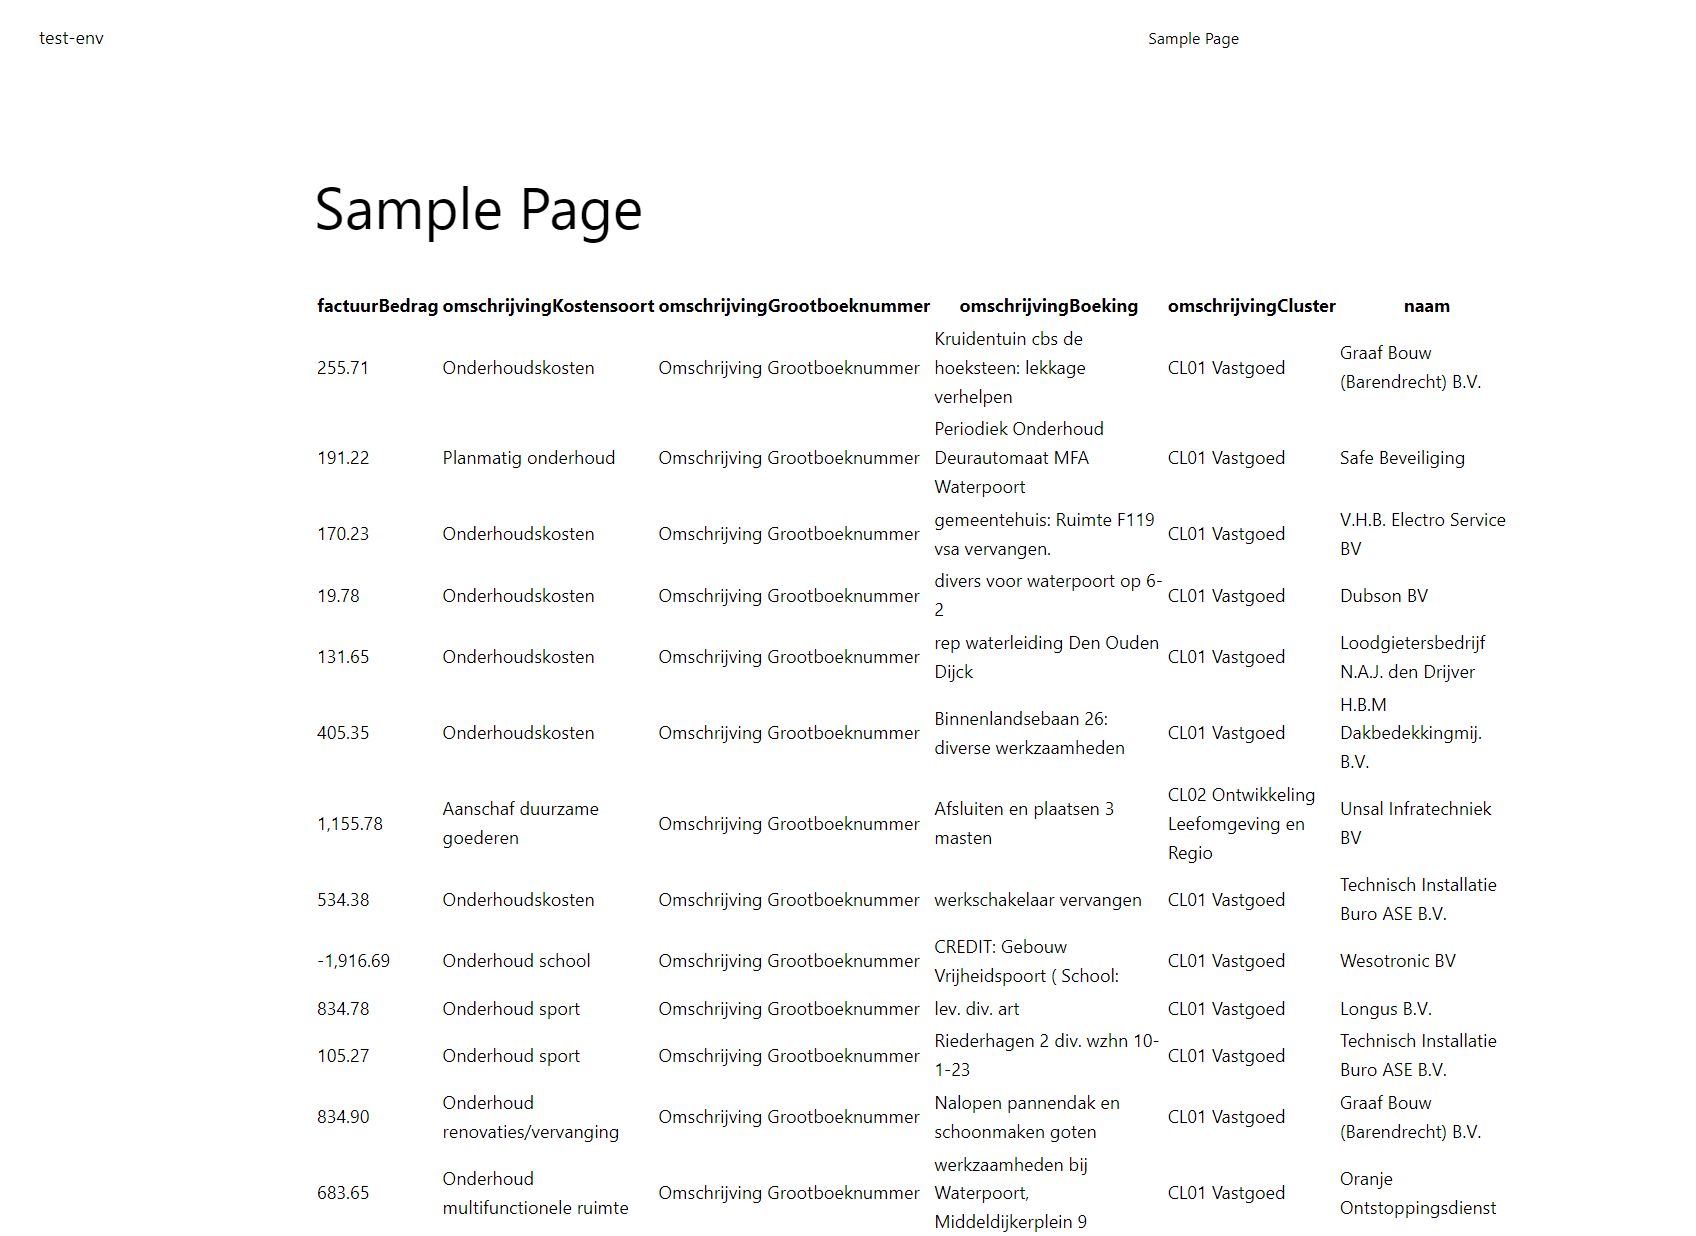 test-env
Sample Page
Sample Page
factuurBedrag omschrijvingKostensoort omschrijvingGrootboeknummer omschrijvingBoeking omschrijvingCluster naam
255.71 Onderhoudskosten Omschrijving Grootboeknummer Kruidentuin cbs de hoeksteen: lekkage verhelpen CL01 Vastgoed Graaf Bouw (Barendrecht) B.V.
191.22 Planmatig onderhoud Omschrijving Grootboeknummer Periodiek Onderhoud Deurautomaat MFA Waterpoort CL01 Vastgoed Safe Beveiliging
170.23 Onderhoudskosten Omschrijving Grootboeknummer gemeentehuis: Ruimte F119 vsa vervangen. CL01 Vastgoed V.H.B. Electro Service BV
19.78 Onderhoudskosten Omschrijving Grootboeknummer divers voor waterpoort op 6-2 CL01 Vastgoed Dubson BV
131.65 Onderhoudskosten Omschrijving Grootboeknummer rep waterleiding Den Ouden Dijck CL01 Vastgoed Loodgietersbedrijf N.A.J. den Drijver
405.35 Onderhoudskosten Omschrijving Grootboeknummer Binnenlandsebaan 26: diverse werkzaamheden CL01 Vastgoed H.B.M Dakbedekkingmij. B.V.
1,155.78 Aanschaf duurzame goederen Omschrijving Grootboeknummer Afsluiten en plaatsen 3 masten CL02 Ontwikkeling Leefomgeving en Regio Unsal Infratechniek BV
534.38 Onderhoudskosten Omschrijving Grootboeknummer werkschakelaar vervangen CL01 Vastgoed Technisch Installatie Buro ASE B.V.
-1,916.69 Onderhoud school Omschrijving Grootboeknummer CREDIT: Gebouw Vrijheidspoort ( School: CL01 Vastgoed Wesotronic BV
834.78 Onderhoud sport Omschrijving Grootboeknummer lev. div. art CL01 Vastgoed Longus B.V.
105.27 Onderhoud sport Omschrijving Grootboeknummer Riederhagen 2 div. wzhn 10-1-23 CL01 Vastgoed Technisch Installatie Buro ASE B.V.
834.90 Onderhoud renovaties/vervanging Omschrijving Grootboeknummer Nalopen pannendak en schoonmaken goten CL01 Vastgoed Graaf Bouw (Barendrecht) B.V.
683.65 Onderhoud multifunctionele ruimte Omschrijving Grootboeknummer werkzaamheden bij Waterpoort, Middeldijkerplein 9 CL01 Vastgoed Oranje Ontstoppingsdienst